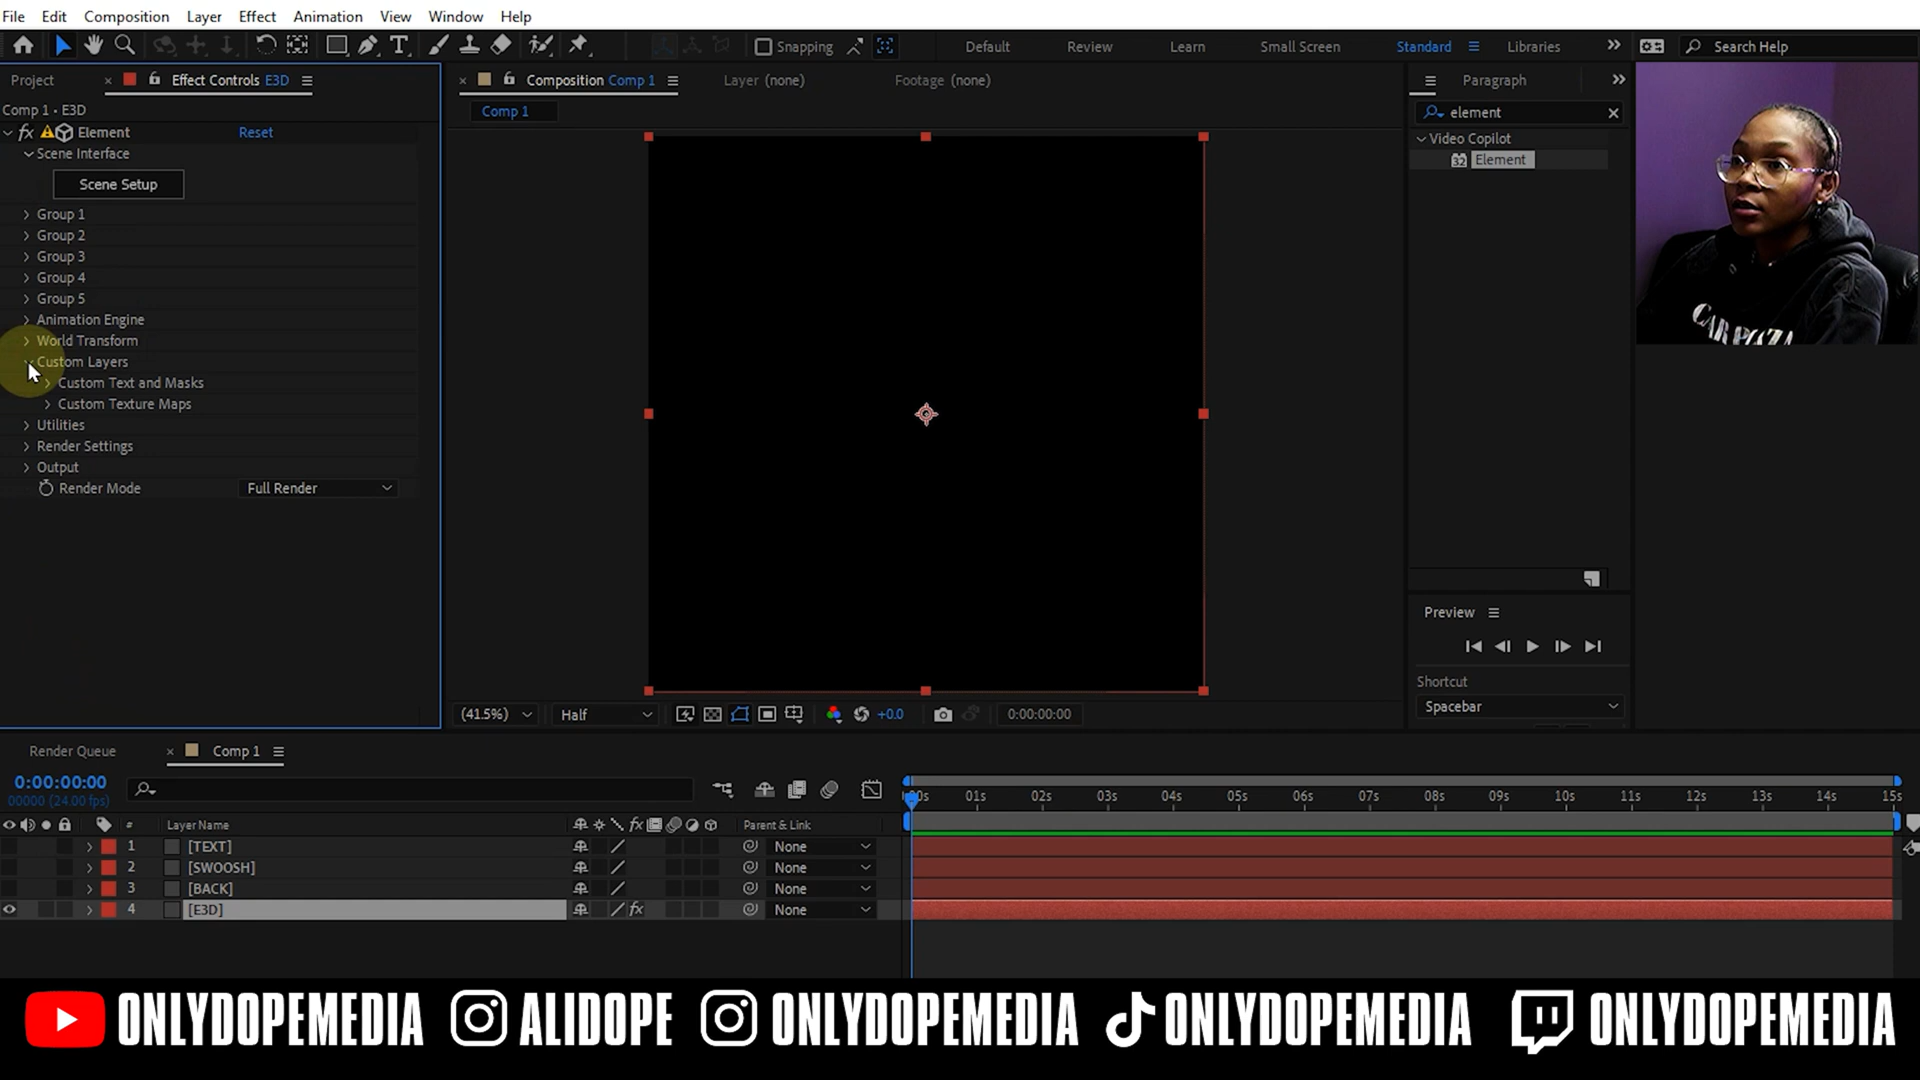 File Edit Composition Layer Effect Animation View Window Help
Snapping Default Review Learn Small Screen Standard Libraries Search Help
Project Effect Controls E3D
Composition Comp 1 Layer (none) Footage (none) Paragraph
Comp 1 • E3D
Comp 1
element
fx Element Reset
Video Copilot
32 Element
Scene Interface
Scene Setup
Group 1
Group 2
Group 3
Group 4
Group 5
Animation Engine
World Transform
Custom Layers
Custom Text and Masks
Custom Texture Maps
Utilities
Render Settings
Output
Render Mode Full Render
Preview
Shortcut
Spacebar
(41.5%) Half +0.0 0:00:00:00
Render Queue Comp 1
0:00:00:00
00000 (24.00 fps)
01s 02s 03s 04s 05s 06s 07s 08s 09s 10s 11s 12s 13s 14s 15s
# Layer Name fx Parent & Link
1 [TEXT] None
2 [SWOOSH] None
3 [BACK] None
4 [E3D] fx None
ONLYDOPEMEDIA ALIDOPE ONLYDOPEMEDIA ONLYDOPEMEDIA ONLYDOPEMEDIA